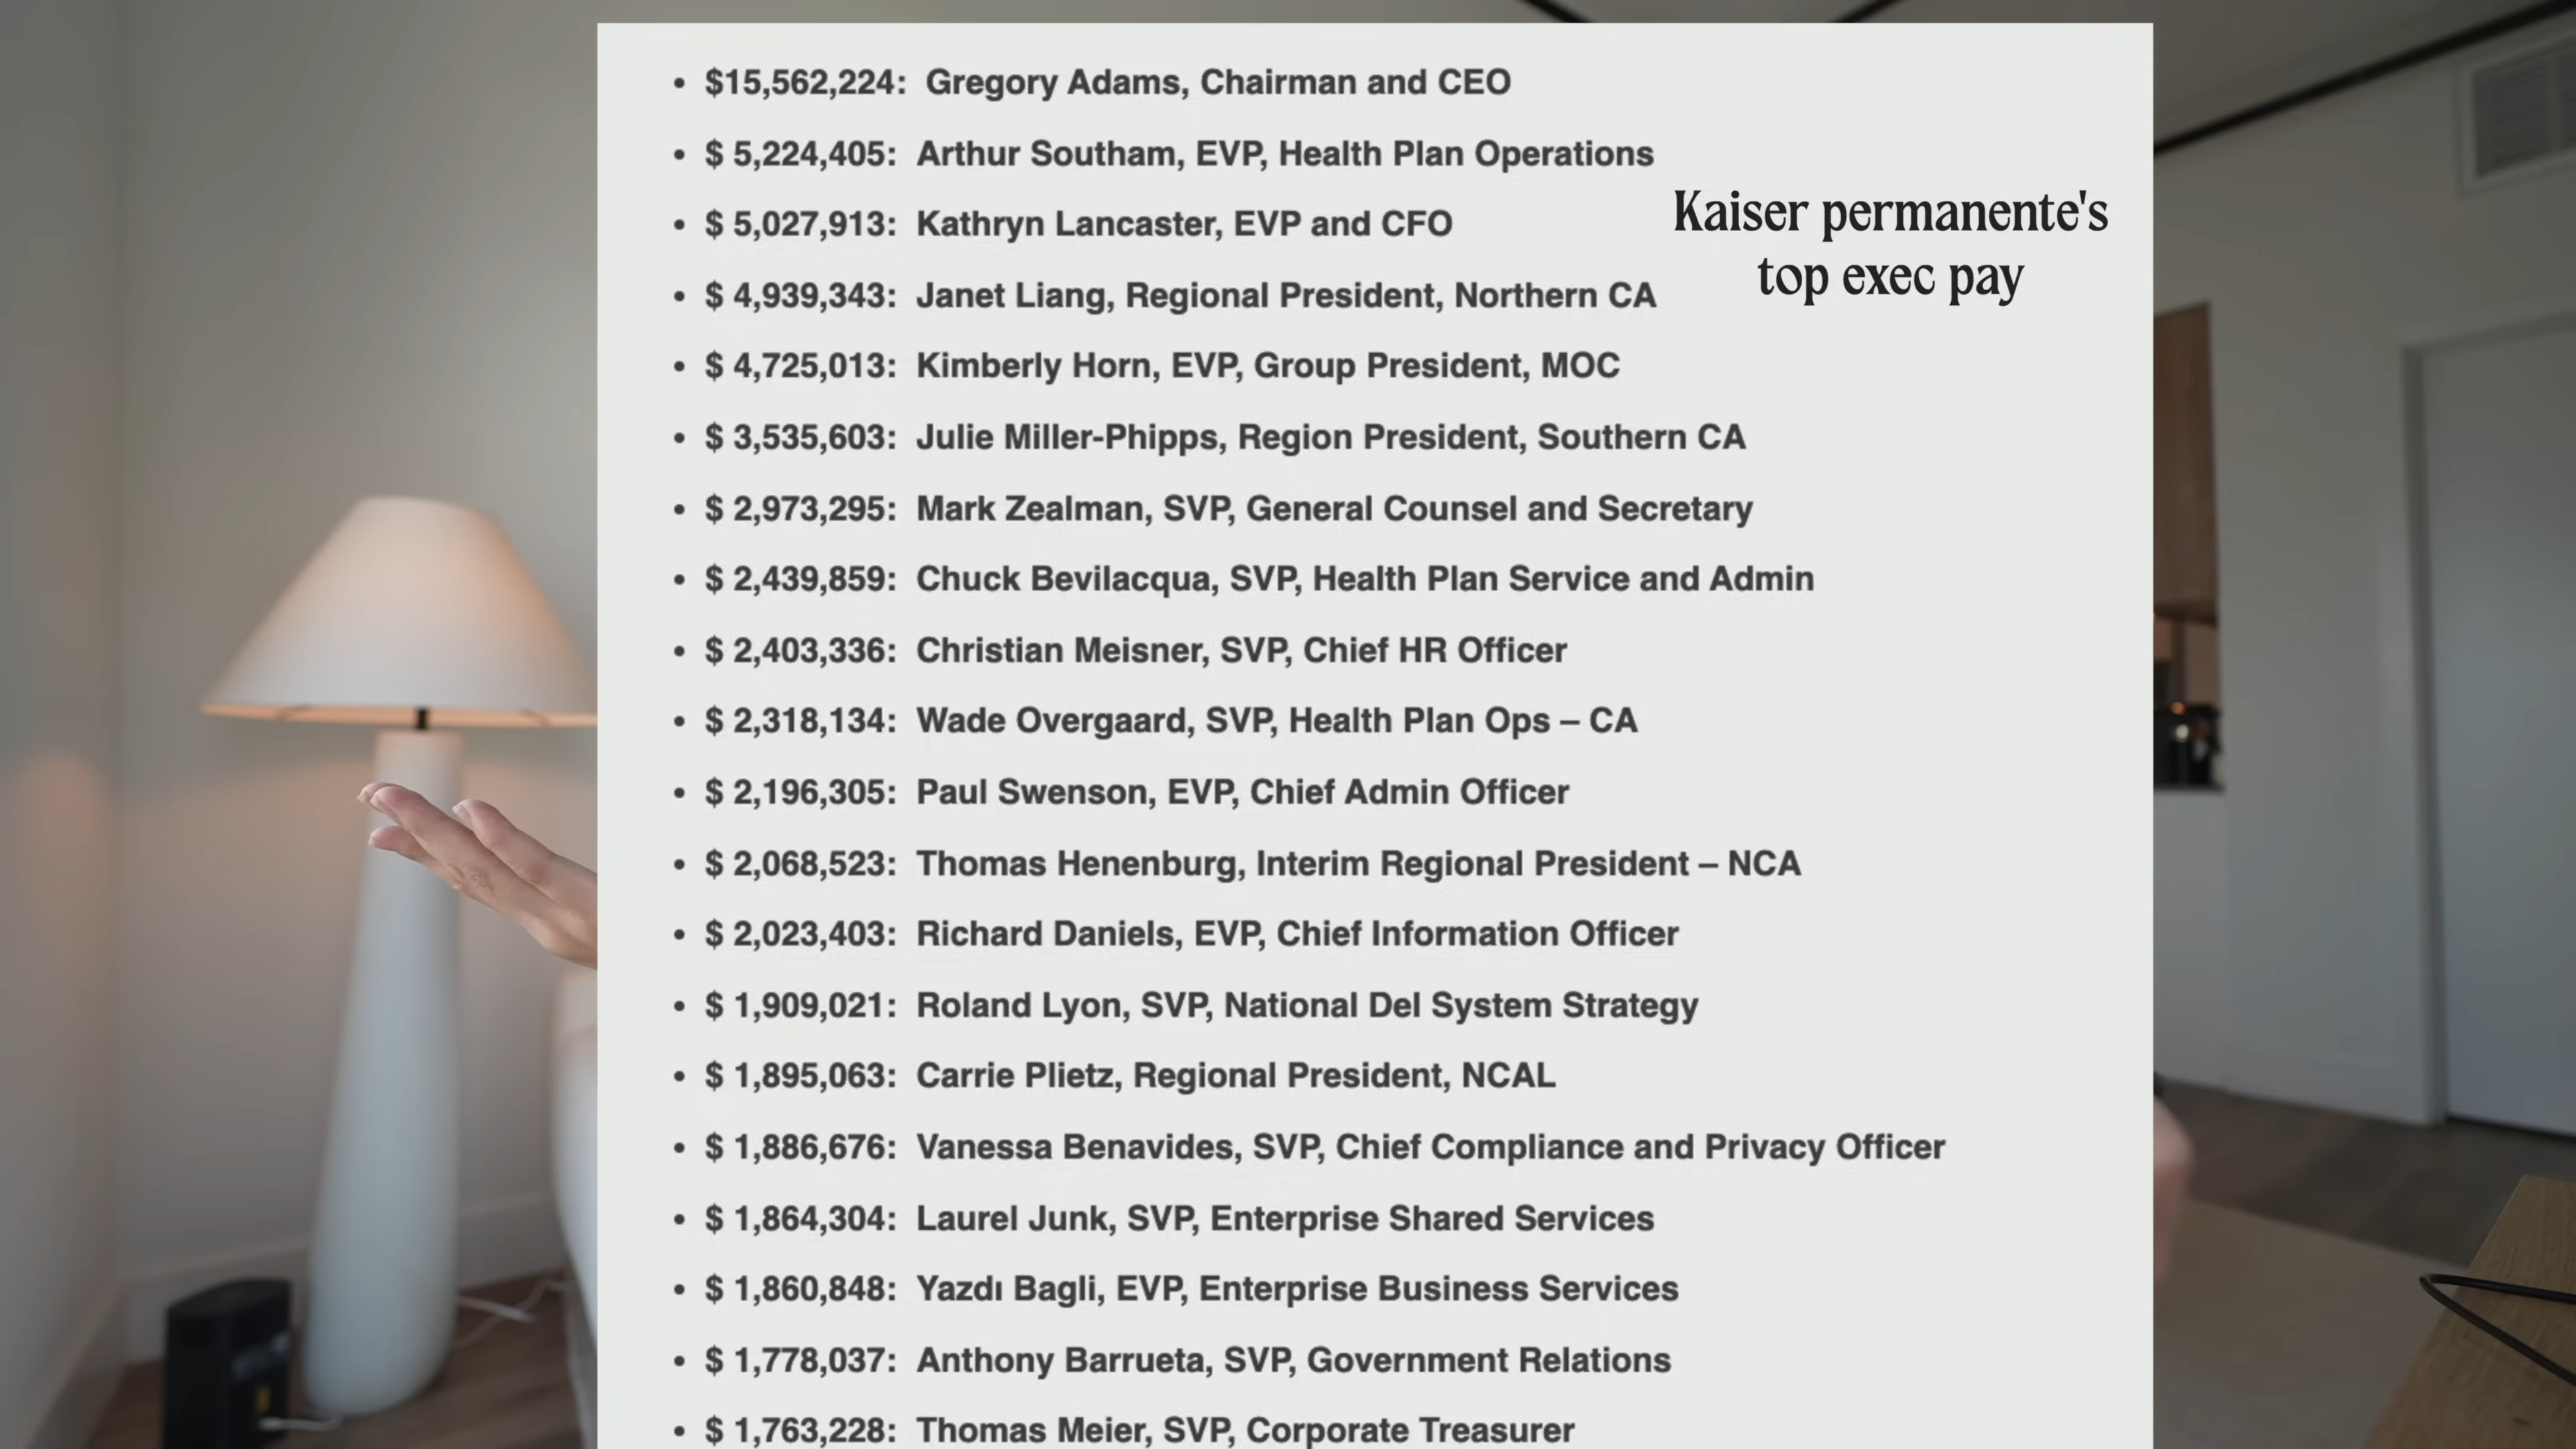 • $15,562,224: Gregory Adams, Chairman and CEO
• $ 5,224,405: Arthur Southam, EVP, Health Plan Operations
• $ 5,027,913: Kathryn Lancaster, EVP and CFO
• $ 4,939,343: Janet Liang, Regional President, Northern CA
• $ 4,725,013: Kimberly Horn, EVP, Group President, MOC
• $ 3,535,603: Julie Miller-Phipps, Region President, Southern CA
• $ 2,973,295: Mark Zealman, SVP, General Counsel and Secretary
• $ 2,439,859: Chuck Bevilacqua, SVP, Health Plan Service and Admin
• $ 2,403,336: Christian Meisner, SVP, Chief HR Officer
• $ 2,318,134: Wade Overgaard, SVP, Health Plan Ops – CA
• $ 2,196,305: Paul Swenson, EVP, Chief Admin Officer
• $ 2,068,523: Thomas Henenburg, Interim Regional President – NCA
• $ 2,023,403: Richard Daniels, EVP, Chief Information Officer
• $ 1,909,021: Roland Lyon, SVP, National Del System Strategy
• $ 1,895,063: Carrie Plietz, Regional President, NCAL
• $ 1,886,676: Vanessa Benavides, SVP, Chief Compliance and Privacy Officer
• $ 1,864,304: Laurel Junk, SVP, Enterprise Shared Services
• $ 1,860,848: Yazdı Bagli, EVP, Enterprise Business Services
• $ 1,778,037: Anthony Barrueta, SVP, Government Relations
• $ 1,763,228: Thomas Meier, SVP, Corporate Treasurer
Kaiser permanente's
top exec pay